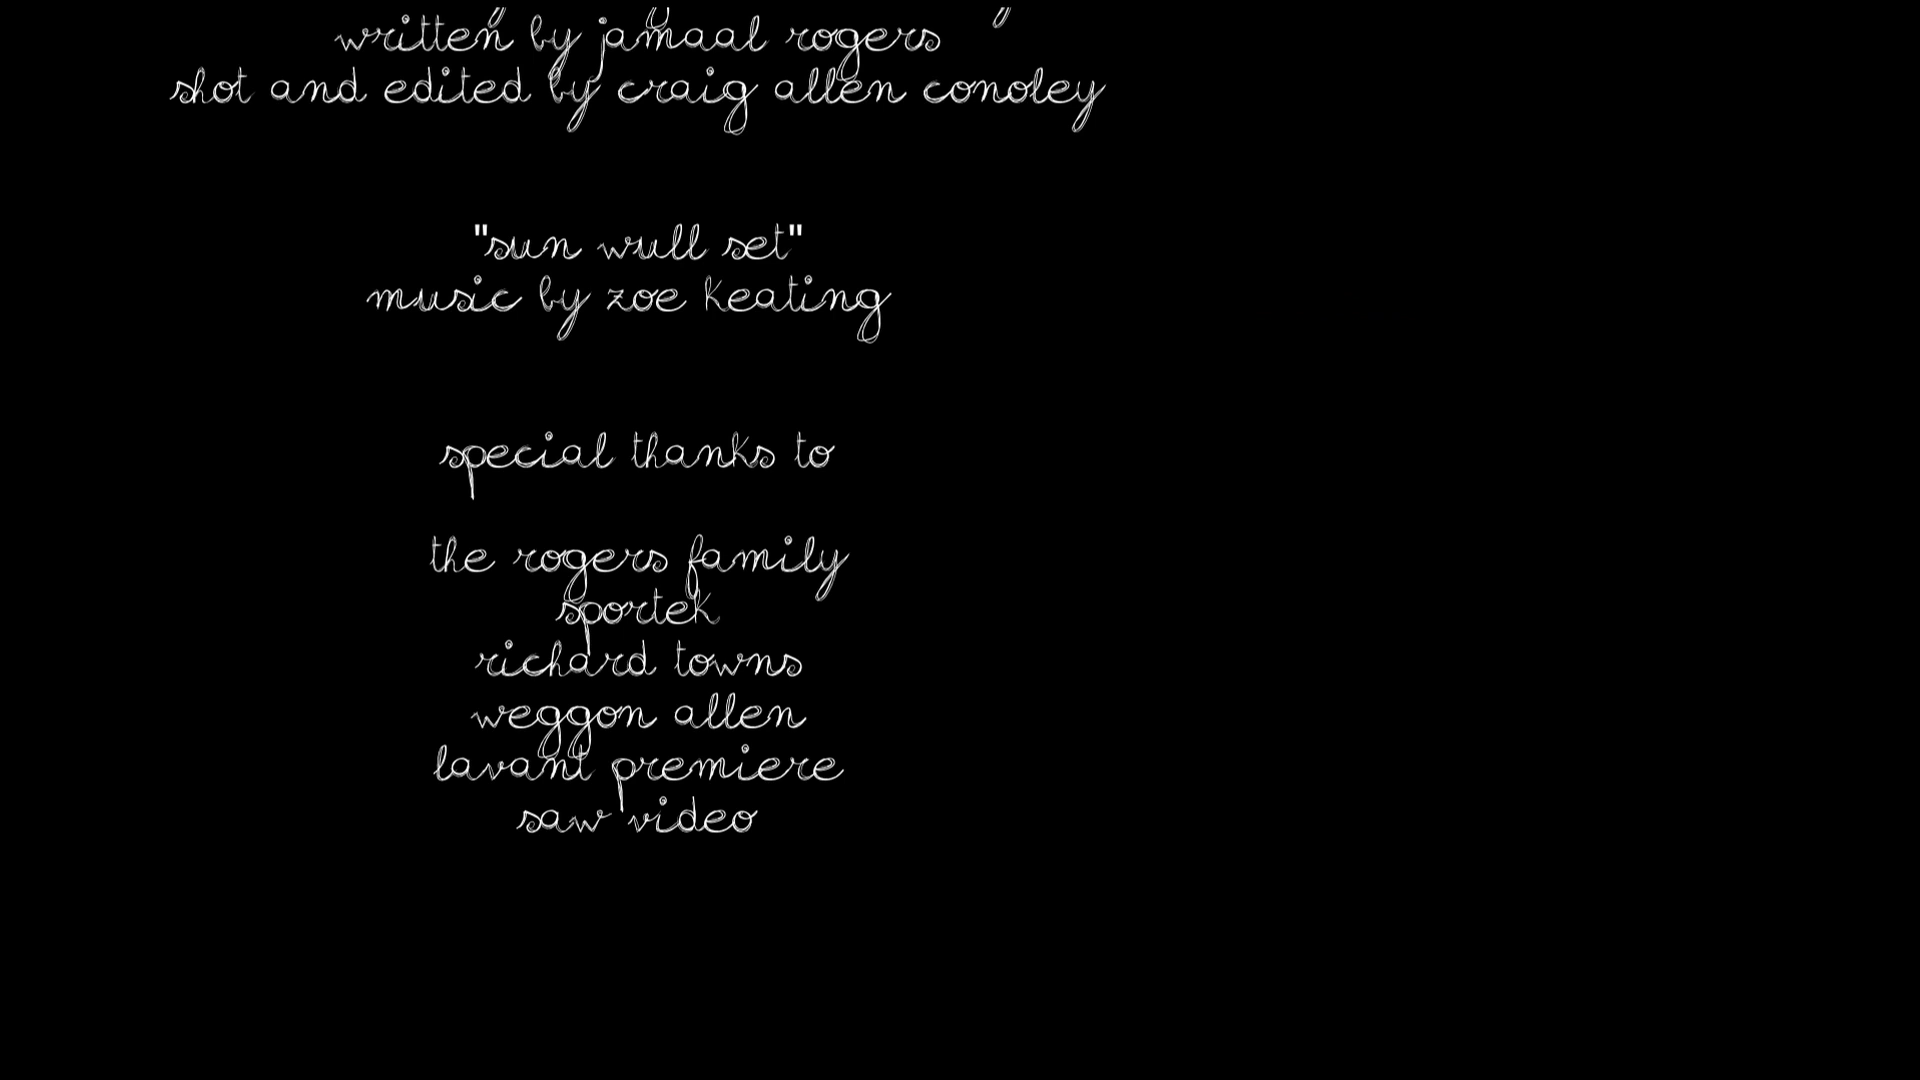 written by jamaal rogers
shot and edited by craig allen conoley
"sun wull set"
music by zoe keating
special thanks to
the rogers family
sportek
richard towns
weggon allen
lavant premiere
saw video